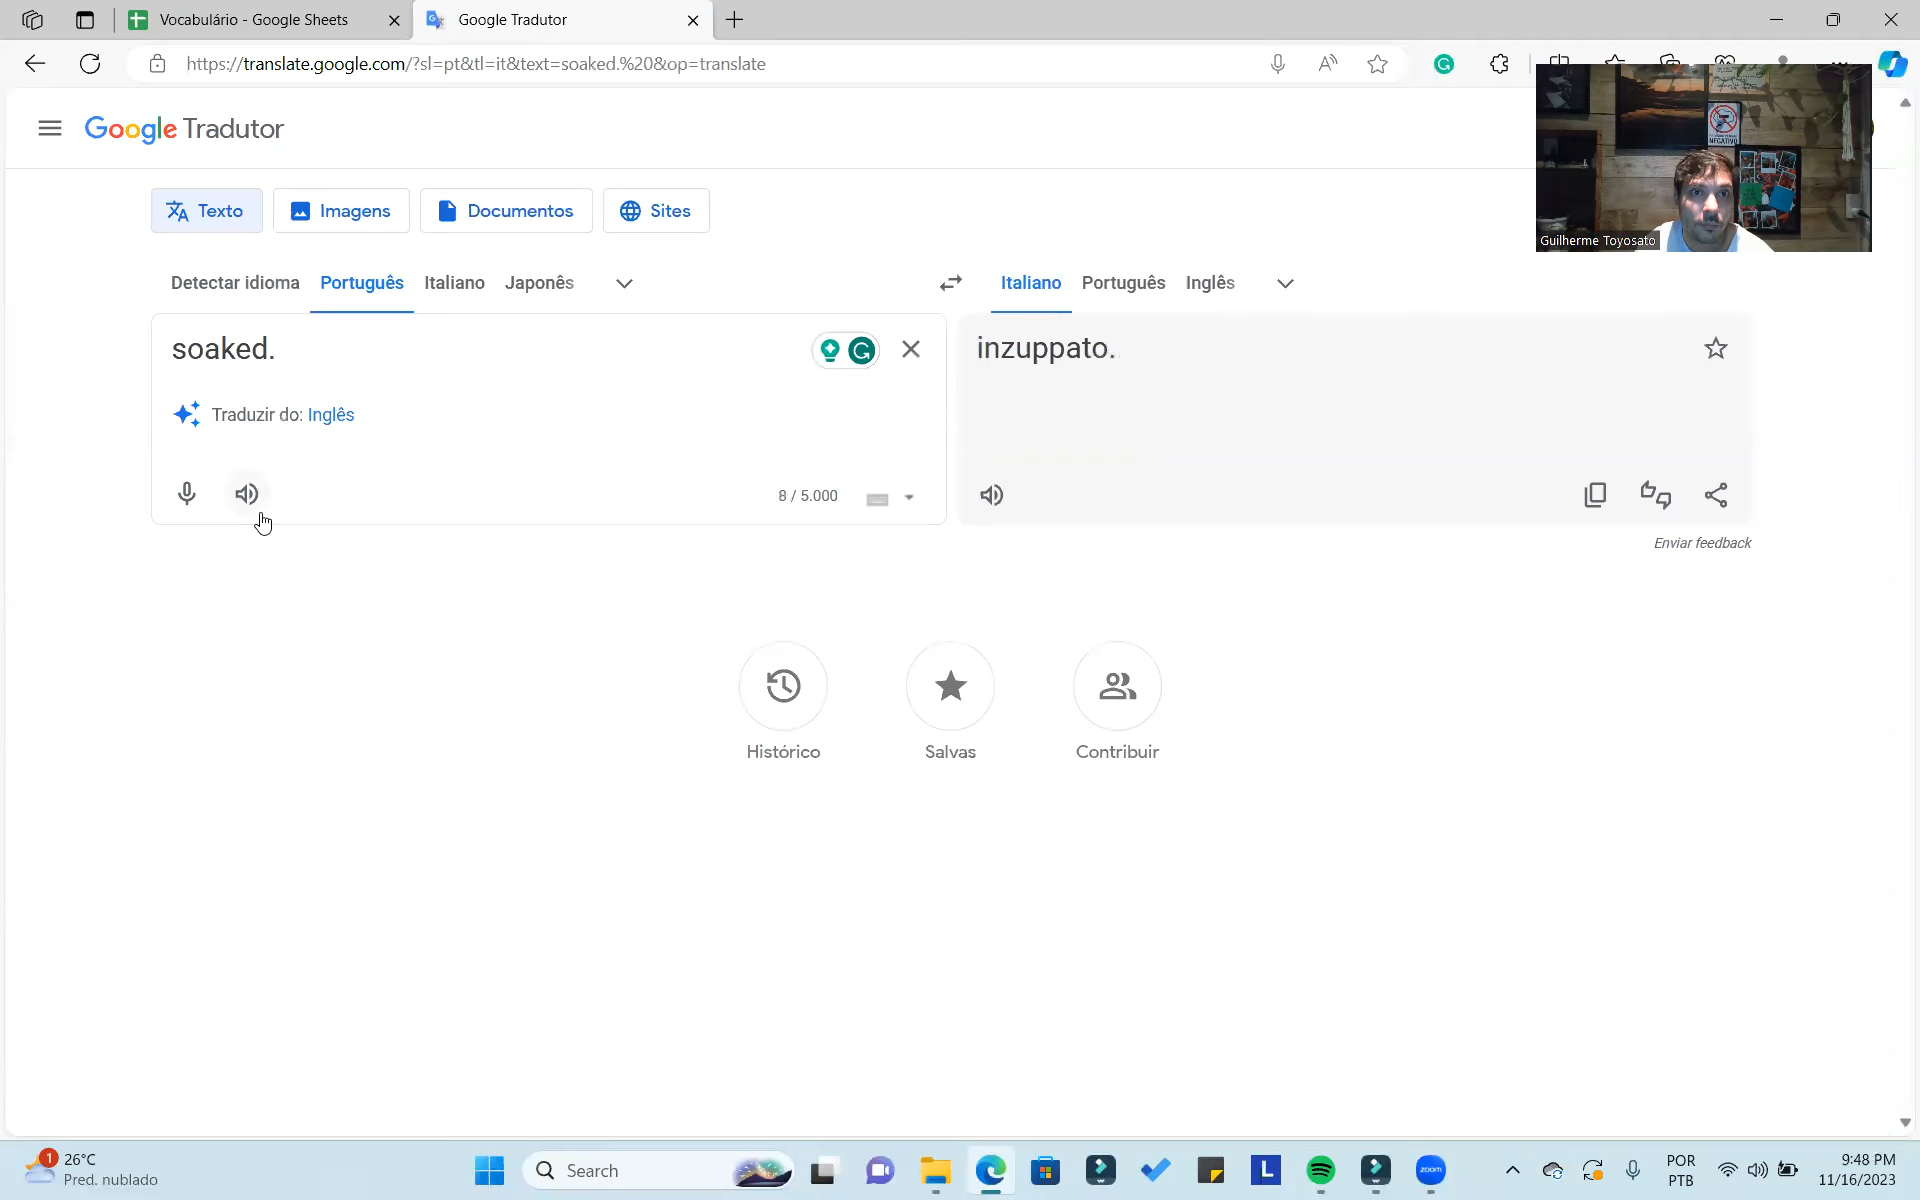 Vocabulário - Google Sheets
Google Tradutor
https://translate.google.com/?sl=pt&tl=it&text=soaked.%20&op=translate
Google Tradutor
NEGATIVO
Guilherme Toyosato
Texto
Imagens
Documentos
Sites
Detectar idioma
Português
Italiano
Japonês
Italiano
Português
Inglês
soaked.
inzuppato.
Traduzir do: Inglês
8 / 5.000
Enviar feedback
Histórico
Salvas
Contribuir
1
26°C
Pred. nublado
Search
L
zoom
POR
PTB
9:48 PM
11/16/2023